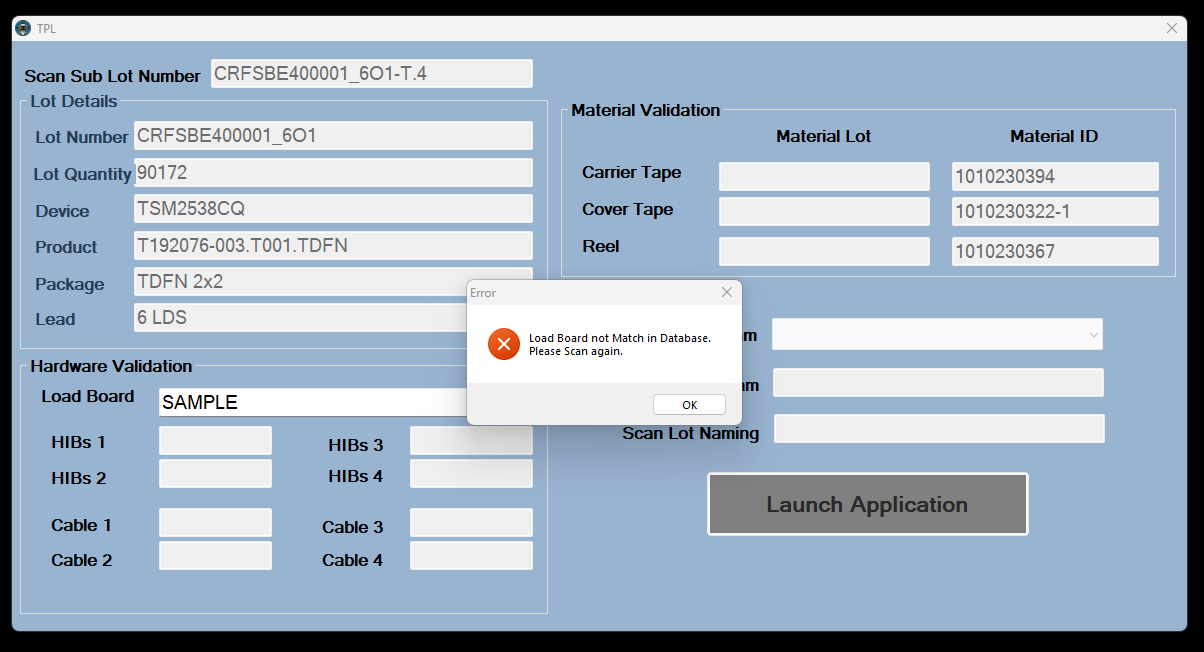 TPL
Scan Sub Lot Number CRFSBE400001_6O1-T.4
Lot Details
Lot Number CRFSBE400001_6O1
Lot Quantity 90172
Device TSM2538CQ
Product T192076-003.T001.TDFN
Package TDFN 2x2
Lead 6 LDS
Material Validation
Material Lot Material ID
Carrier Tape 1010230394
Cover Tape 1010230322-1
Reel 1010230367
Error
Load Board not Match in Database.
Please Scan again.
OK
Hardware Validation
Load Board SAMPLE
HIBs 1 HIBs 3
HIBs 2 HIBs 4
Cable 1 Cable 3
Cable 2 Cable 4
Scan Lot Naming
Launch Application